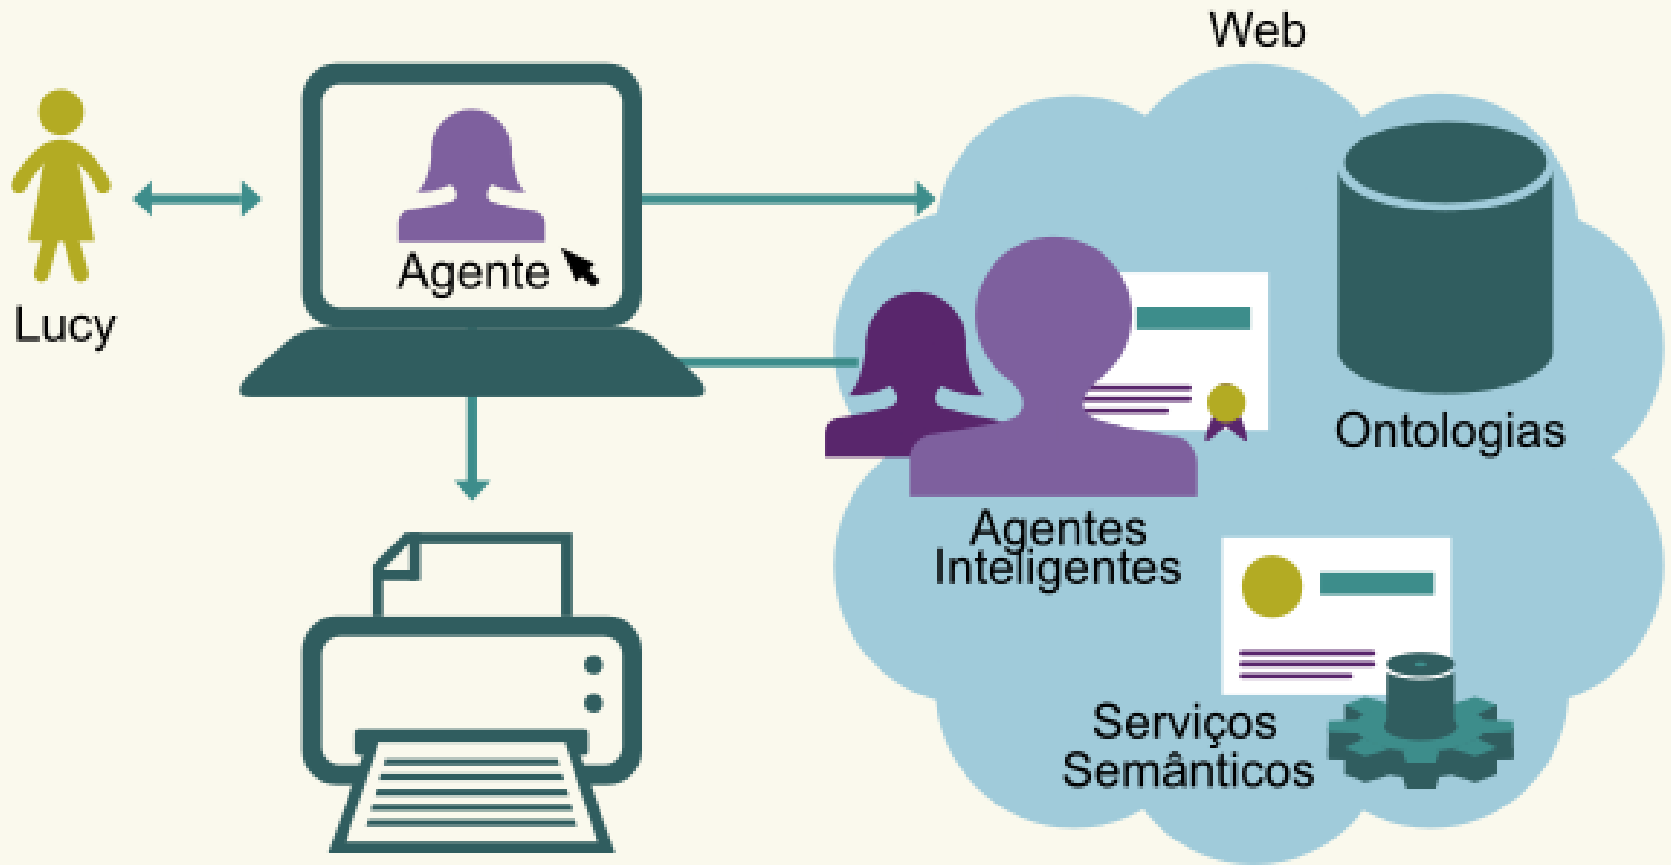 Web
Lucy
Agente
Ontologias
Agentes
Inteligentes
Serviços
Semânticos